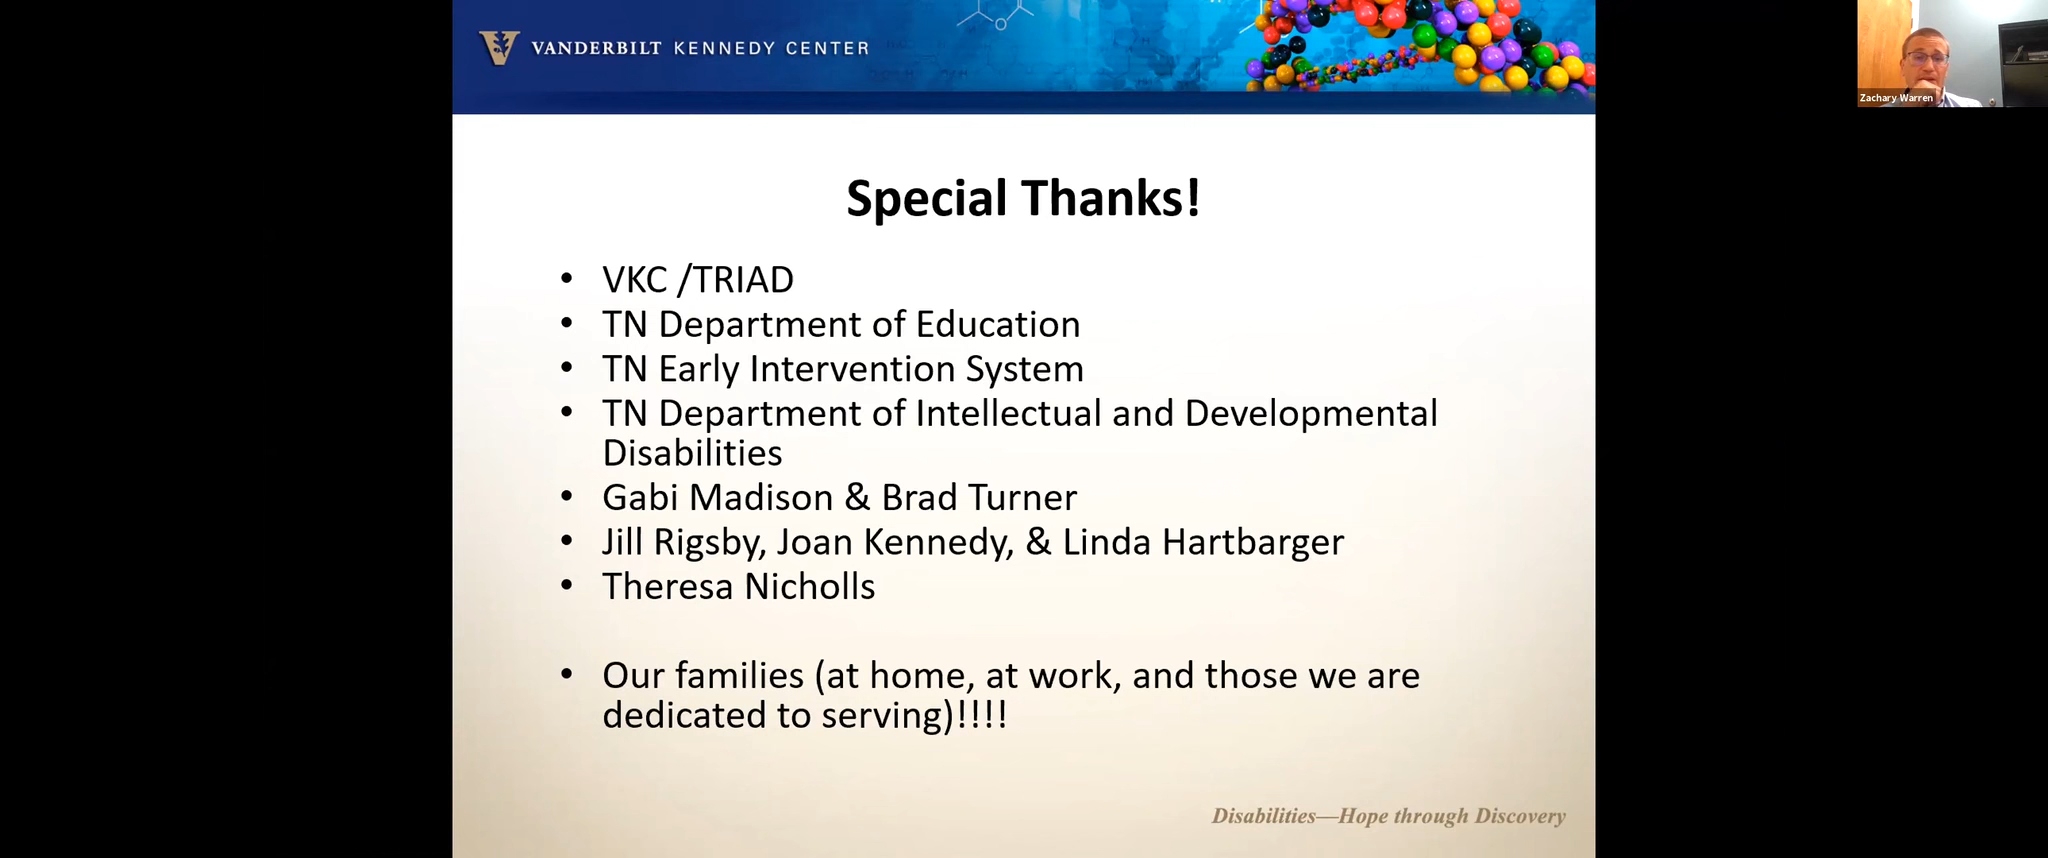 VANDERBILT KENNEDY CENTER
Zachary Warren
Special Thanks!
• VKC /TRIAD
• TN Department of Education
• TN Early Intervention System
• TN Department of Intellectual and Developmental
Disabilities
• Gabi Madison & Brad Turner
• Jill Rigsby, Joan Kennedy, & Linda Hartbarger
• Theresa Nicholls
• Our families (at home, at work, and those we are
dedicated to serving)!!!!
Disabilities—Hope through Discovery